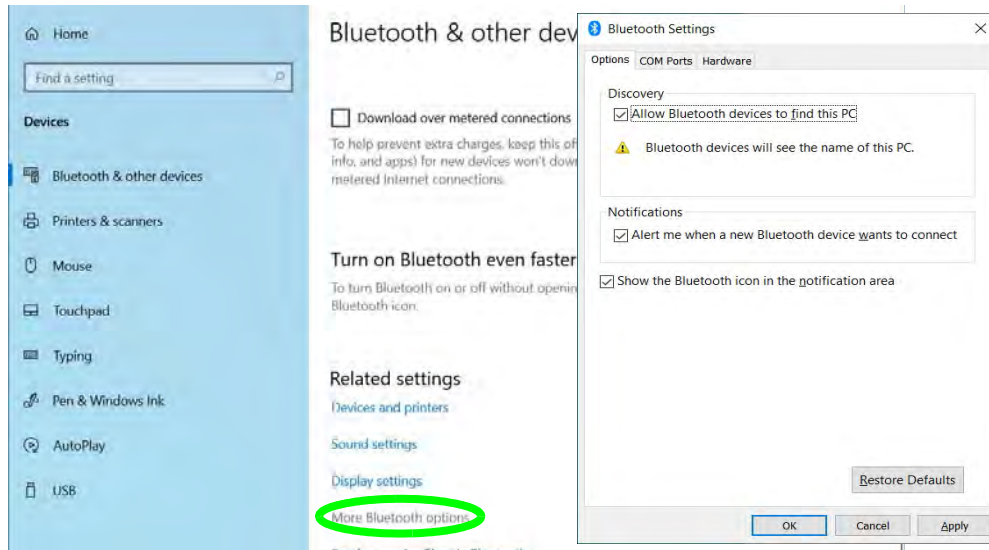 Home
Find a setting
Devices
Bluetooth & other devices
Printers & scanners
Mouse
Touchpad
Typing
Pen & Windows Ink
AutoPlay
USB
Bluetooth & other dev
Download over metered connections
To help prevent extra charges, keep this of
info, and apps) for new devices won't down
metered Internet connections.
Turn on Bluetooth even faster
To turn Bluetooth on or off without openin
Bluetooth icon.
Related settings
Devices and printers
Sound settings
Display settings
More Bluetooth options
Bluetooth Settings
Options COM Ports Hardware
Discovery
Allow Bluetooth devices to find this PC
Bluetooth devices will see the name of this PC.
Notifications
Alert me when a new Bluetooth device wants to connect
Show the Bluetooth icon in the notification area
Restore Defaults
OK Cancel Apply